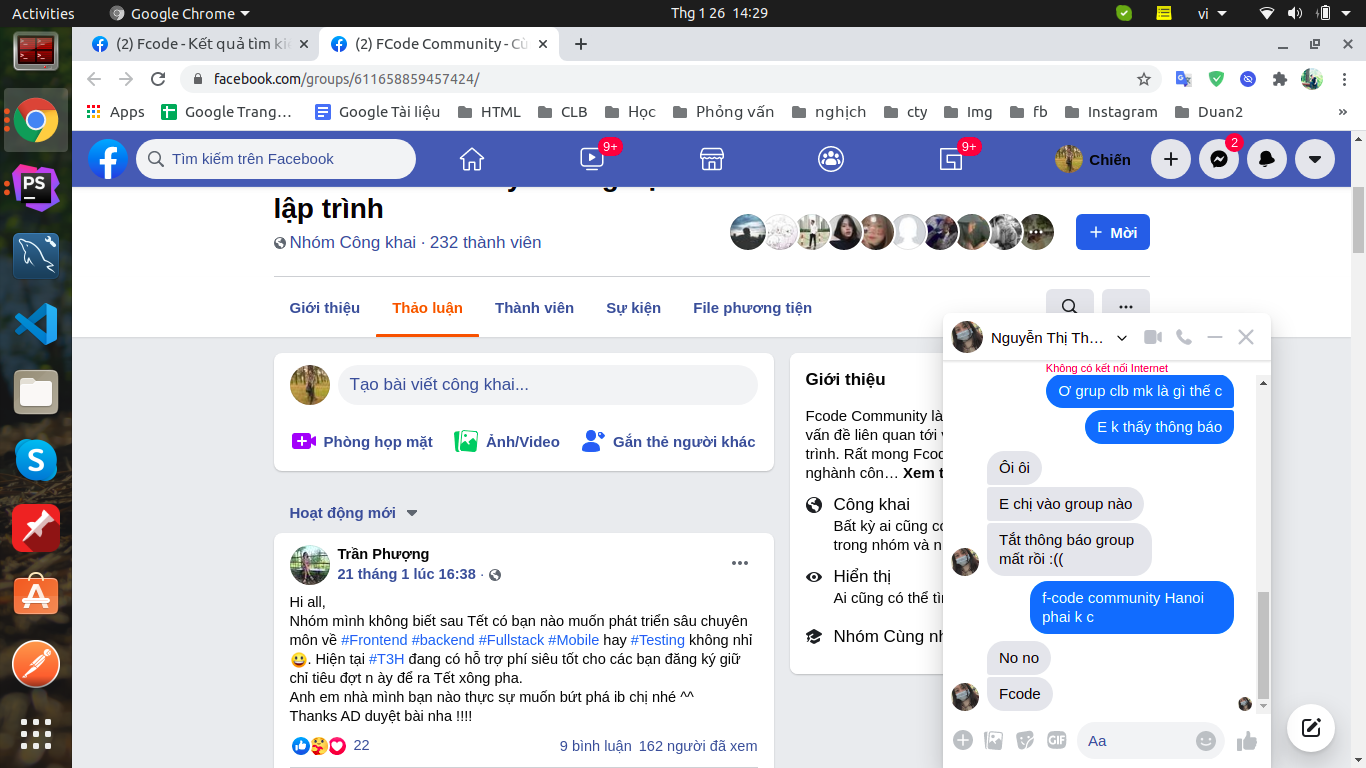 Activities
Google Chrome
Thg 1 26 14:29
vi
(2) Fcode - Kết quả tìm ki
(2) FCode Community - Cù
facebook.com/groups/611658859457424/
Apps
Google Trang…
Google Tài liệu
HTML
CLB
Học
Phỏng vấn
nghịch
cty
Img
fb
Instagram
Duan2
»
Tìm kiếm trên Facebook
9+
9+
Chiến
2
lập trình
Nhóm Công khai · 232 thành viên
+ Mời
Giới thiệu
Thảo luận
Thành viên
Sự kiện
File phương tiện
Tạo bài viết công khai...
Phòng họp mặt
Ảnh/Video
Gắn thẻ người khác
Hoạt động mới
Trần Phượng
21 tháng 1 lúc 16:38 ·
Hi all,
Nhóm mình không biết sau Tết có bạn nào muốn phát triển sâu chuyên
môn về #Frontend #backend #Fullstack #Mobile hay #Testing không nhỉ
😀. Hiện tại #T3H đang có hỗ trợ phí siêu tốt cho các bạn đăng ký giữ
chỉ tiêu đợt n ày để ra Tết xông pha.
Anh em nhà mình bạn nào thực sự muốn bứt phá ib chị nhé ^^
Thanks AD duyệt bài nha !!!!
22
9 bình luận 162 người đã xem
Giới thiệu
Fcode Community là
vấn đề liên quan tới v
trình. Rất mong Fcod
nghành côn… Xem t
Công khai
Bất kỳ ai cũng có
trong nhóm và n
Hiển thị
Ai cũng có thể tìr
Nhóm Cùng nh
Nguyễn Thị Th…
Không có kết nối Internet
Ơ grup clb mk là gì thế c
E k thấy thông báo
Ôi ôi
E chị vào group nào
Tắt thông báo group
mất rồi :((
f-code community Hanoi
phai k c
No no
Fcode
GIF
Aa
PS
S